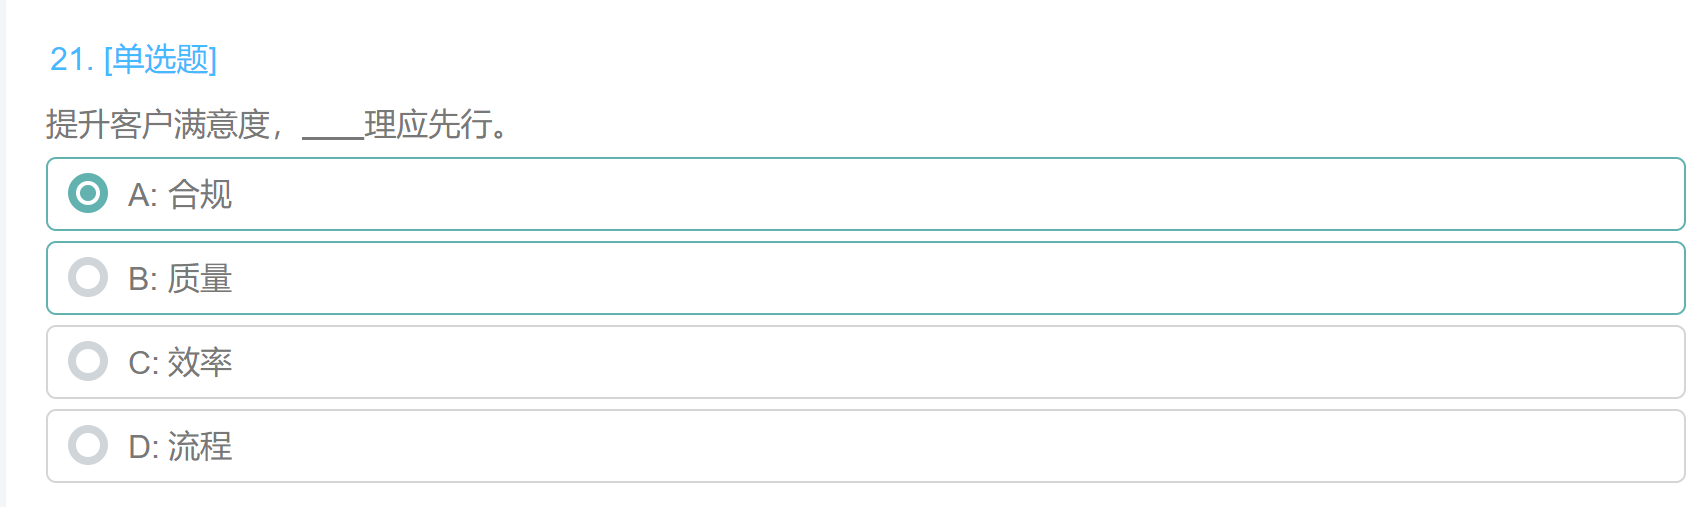 21. [单选题]
提升客户满意度，____理应先行。
A: 合规
B: 质量
C: 效率
D: 流程